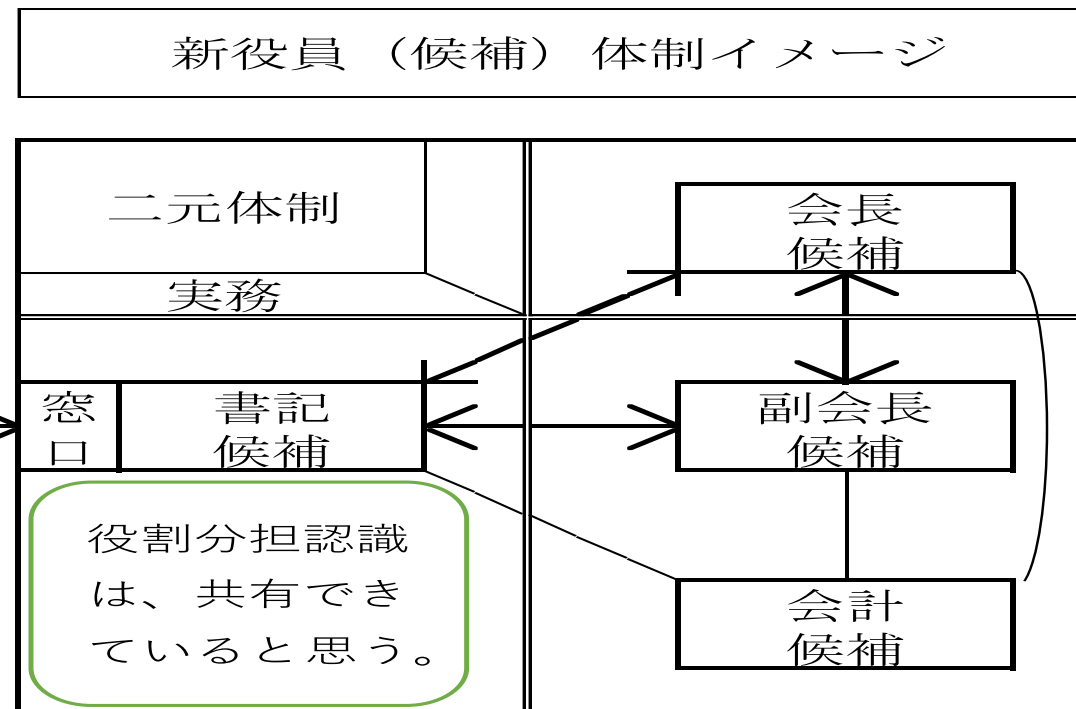 新役員（候補）体制イメージ
二元体制
実務
会長
候補
窓
口
書記
候補
副会長
候補
役割分担認識
は、共有でき
ていると思う。
会計
候補